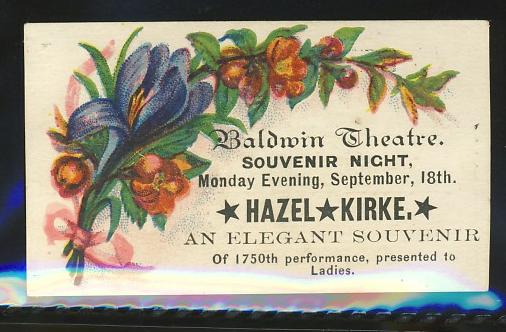 Baldwin Theatre.
SOUVENIR NIGHT,
Monday Evening, September, 18th.
★ HAZEL★KIRKE.★
AN ELEGANT SOUVENIR
Of 1750th performance, presented to
Ladies.